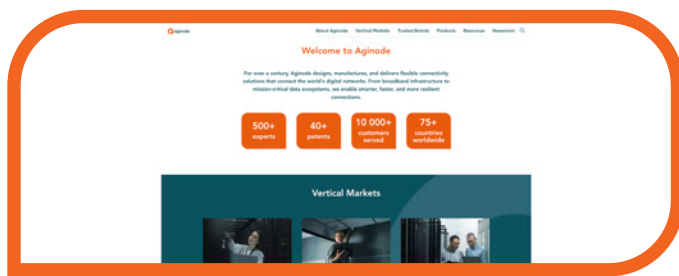 aginode
About Aginode Vertical Markets Trusted Brands Products Resources Newsroom
Welcome to Aginode
For over a century, Aginode designs, manufactures, and delivers flexible connectivity
solutions that connect the world's digital networks. From broadband infrastructure to
mission-critical data ecosystems, we enable smarter, faster, and more resilient
connections.
500+
experts
40+
patents
10 000+
customers
served
75+
countries
worldwide
Vertical Markets